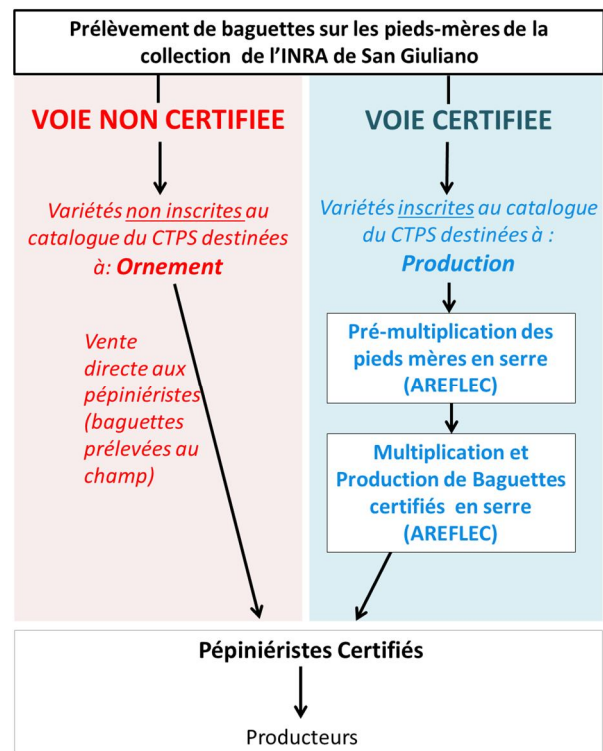 Prélèvement de baguettes sur les pieds-mères de la
collection de l'INRA de San Giuliano
VOIE NON CERTIFIEE
Variétés non inscrites au
catalogue du CTPS destinées
à: Ornement
Vente
directe aux
pépiniéristes
(baguettes
prélevées au
champ)
VOIE CERTIFIEE
Variétés inscrites au catalogue
du CTPS destinées à :
Production
Pré-multiplication des
pieds mères en serre
(AREFLEC)
Multiplication et
Production de Baguettes
certifiés en serre
(AREFLEC)
Pépiniéristes Certifiés
Producteurs